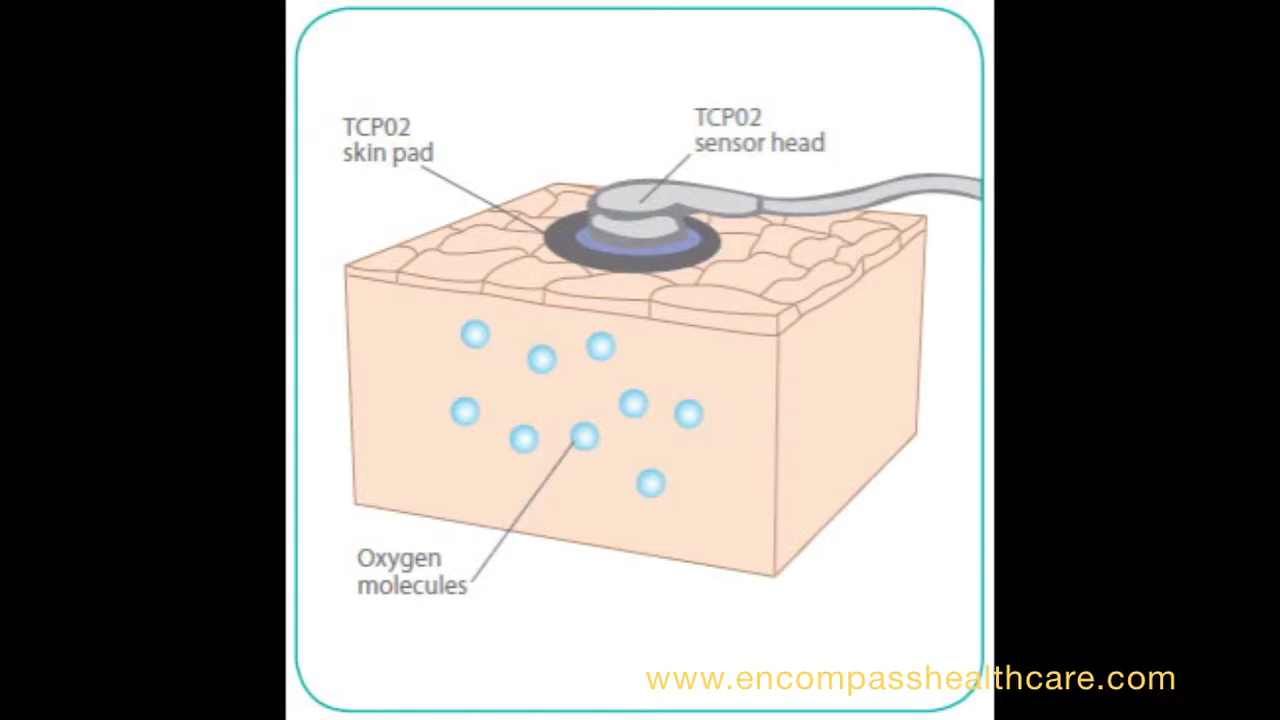 TCP02
skin pad
TCP02
sensor head
Oxygen
molecules
www.encompasshealthcare.com